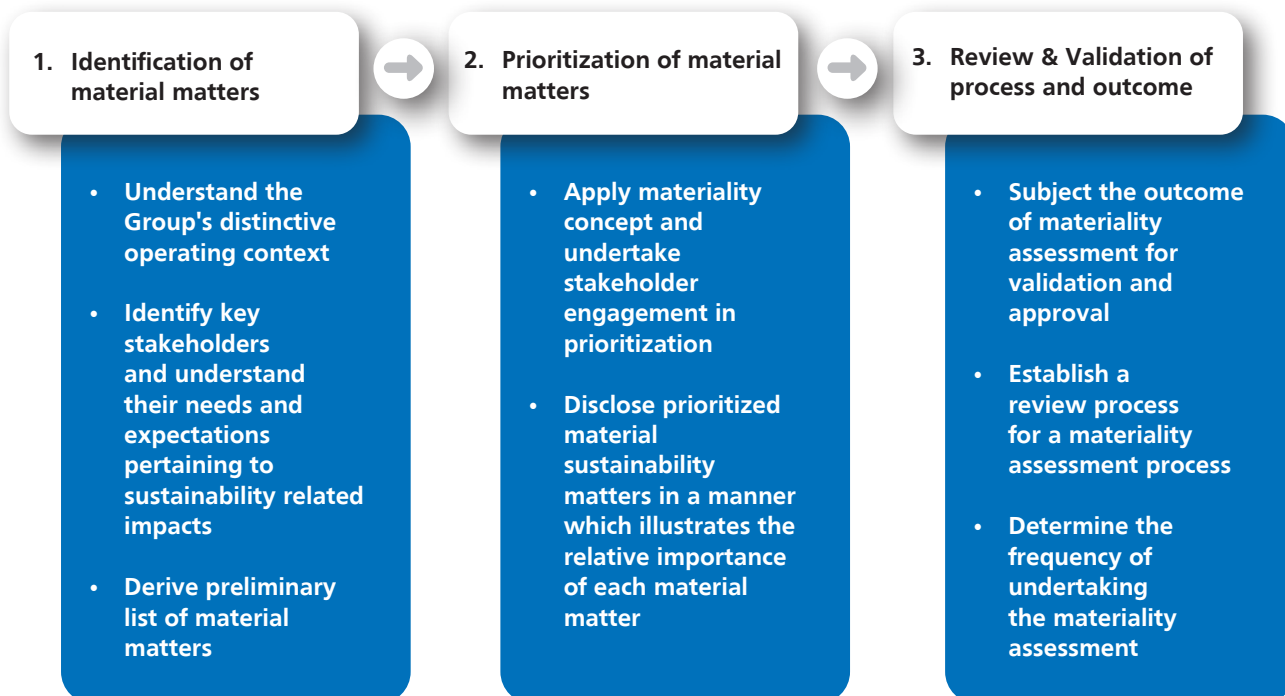 1. Identification of
material matters
• Understand the
Group's distinctive
operating context
• Identify key
stakeholders
and understand
their needs and
expectations
pertaining to
sustainability related
impacts
• Derive preliminary
list of material
matters
2. Prioritization of material
matters
• Apply materiality
concept and
undertake
stakeholder
engagement in
prioritization
• Disclose prioritized
material
sustainability
matters in a manner
which illustrates the
relative importance
of each material
matter
3. Review & Validation of
process and outcome
• Subject the outcome
of materiality
assessment for
validation and
approval
• Establish a
review process
for a materiality
assessment process
• Determine the
frequency of
undertaking
the materiality
assessment